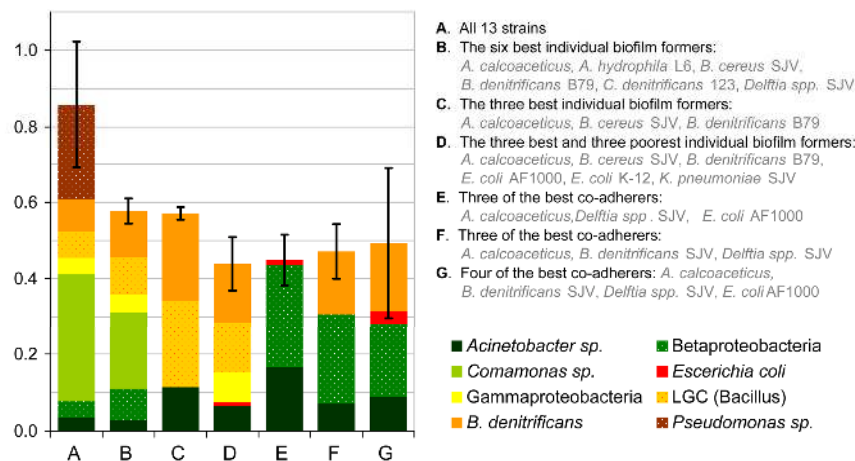 1.0
0.8
0.6
0.4
0.2
0.0
A B C D E F G
A. All 13 strains
B. The six best individual biofilm formers:
A. calcoaceticus, A. hydrophila L6, B. cereus SJV,
B. denitrificans B79, C. denitrificans 123, Delftia spp. SJV
C. The three best individual biofilm formers:
A. calcoaceticus, B. cereus SJV, B. denitrificans B79
D. The three best and three poorest individual biofilm formers:
A. calcoaceticus, B. cereus SJV, B. denitrificans B79,
E. coli AF1000, E. coli K-12, K. pneumoniae SJV
E. Three of the best co-adherers:
A. calcoaceticus,Delftia spp. SJV, E. coli AF1000
F. Three of the best co-adherers:
A. calcoaceticus, B. denitrificans SJV, Delftia spp. SJV
G. Four of the best co-adherers: A. calcoaceticus,
B. denitrificans SJV, Delftia spp. SJV, E. coli AF1000
Acinetobacter sp. Betaproteobacteria
Comamonas sp. Escherichia coli
Gammaproteobacteria LGC (Bacillus)
B. denitrificans Pseudomonas sp.